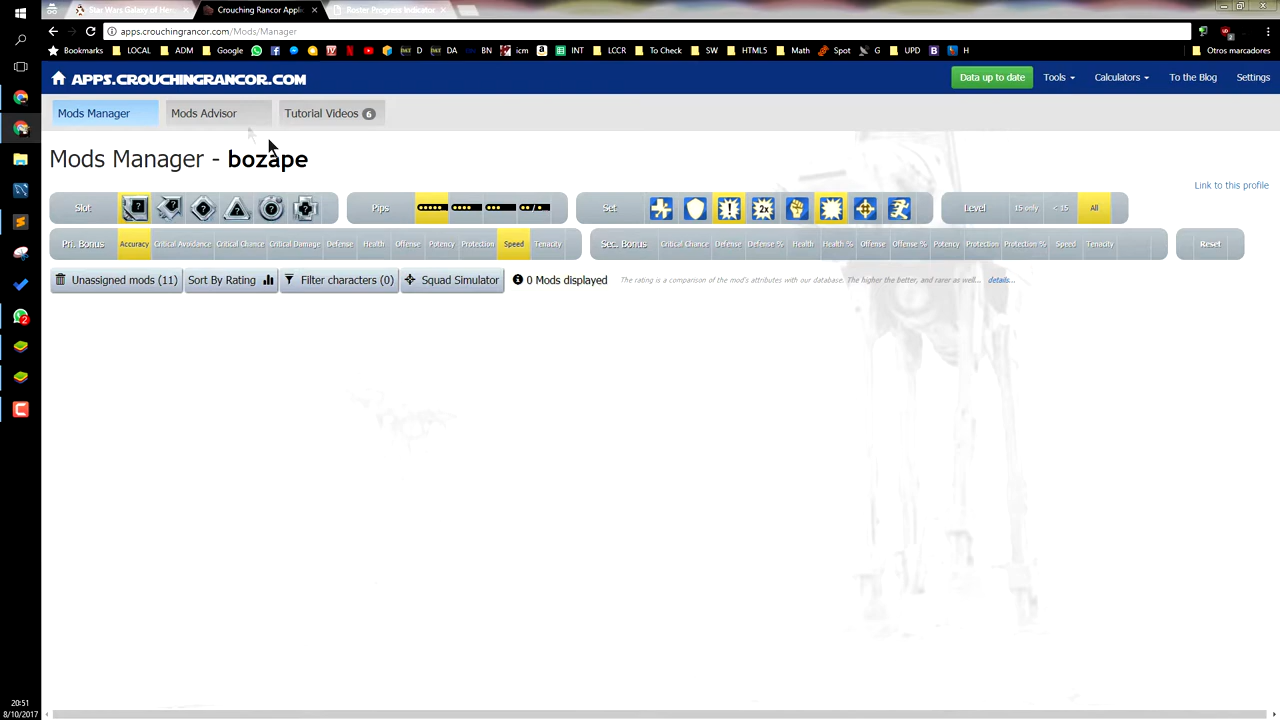 Star Wars Galaxy of Her
Crouching Rancor Apple
Roster Progress Indicator
apps.crouchingrancor.com/Mods/Manager
Bookmarks LOCAL ADM Google D DA BN icm INT LCCR To Check SW HTML5 Math Spot G UPD B H Otros marcadores
APPS.CROUCHINGRANCOR.COM Data up to date Tools Calculators To the Blog Settings
Mods Manager Mods Advisor Tutorial Videos 6
Mods Manager - bozape
Link to this profile
Slot Pips Set Level 15 only < 15 All
Pri. Bonus Accuracy Critical Avoidance Critical Chance Critical Damage Defense Health Offense Potency Protection Speed Tenacity Sec. Bonus Critical Chance Defense Defense % Health Health % Offense Offense % Potency Protection Protection % Speed Tenacity Reset
Unassigned mods (11) Sort By Rating Filter characters (0) Squad Simulator 0 Mods displayed The rating is a comparison of the mod's attributes with our database. The higher the better, and rarer as well... details...
20:51
8/10/2017